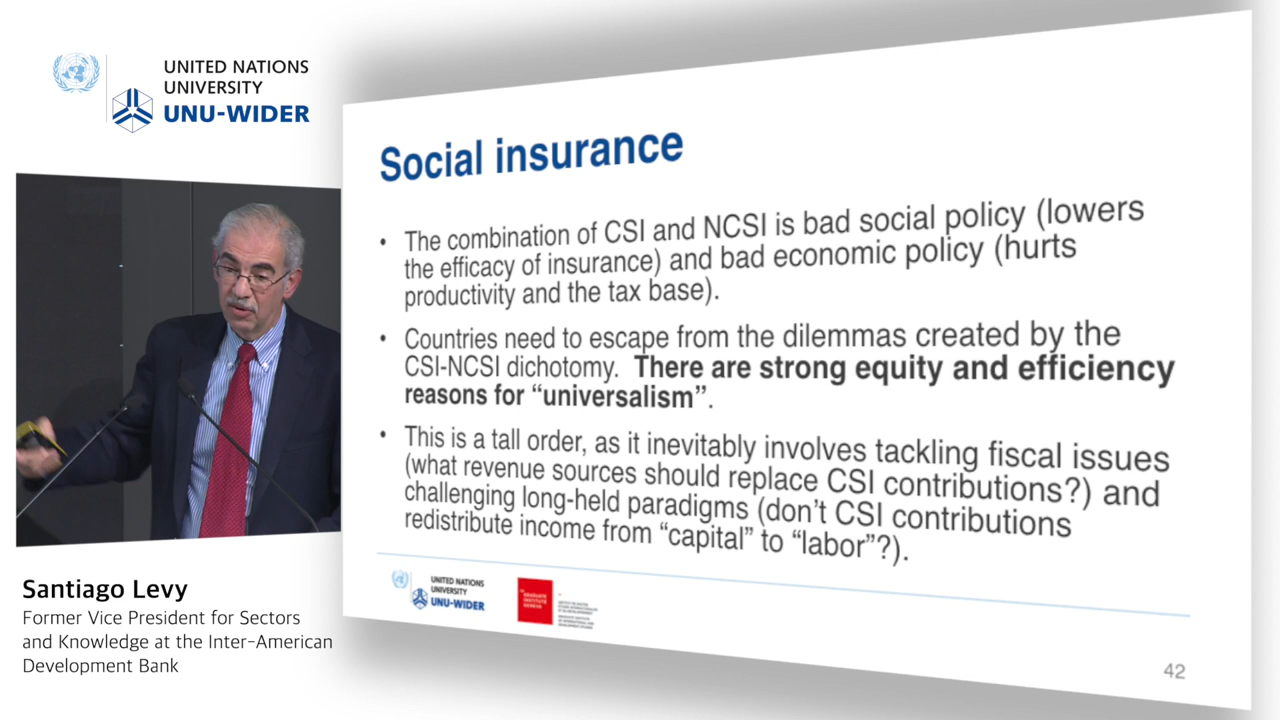 UNITED NATIONS
UNIVERSITY
UNU-WIDER
Social insurance
• The combination of CSI and NCSI is bad social policy (lowers
the efficacy of insurance) and bad economic policy (hurts
productivity and the tax base).
• Countries need to escape from the dilemmas created by the
CSI-NCSI dichotomy. There are strong equity and efficiency
reasons for “universalism”.
• This is a tall order, as it inevitably involves tackling fiscal issues
(what revenue sources should replace CSI contributions?) and
challenging long-held paradigms (don’t CSI contributions
redistribute income from “capital” to “labor”?).
UNITED NATIONS
UNIVERSITY
UNU-WIDER
42
Santiago Levy
Former Vice President for Sectors
and Knowledge at the Inter-American
Development Bank